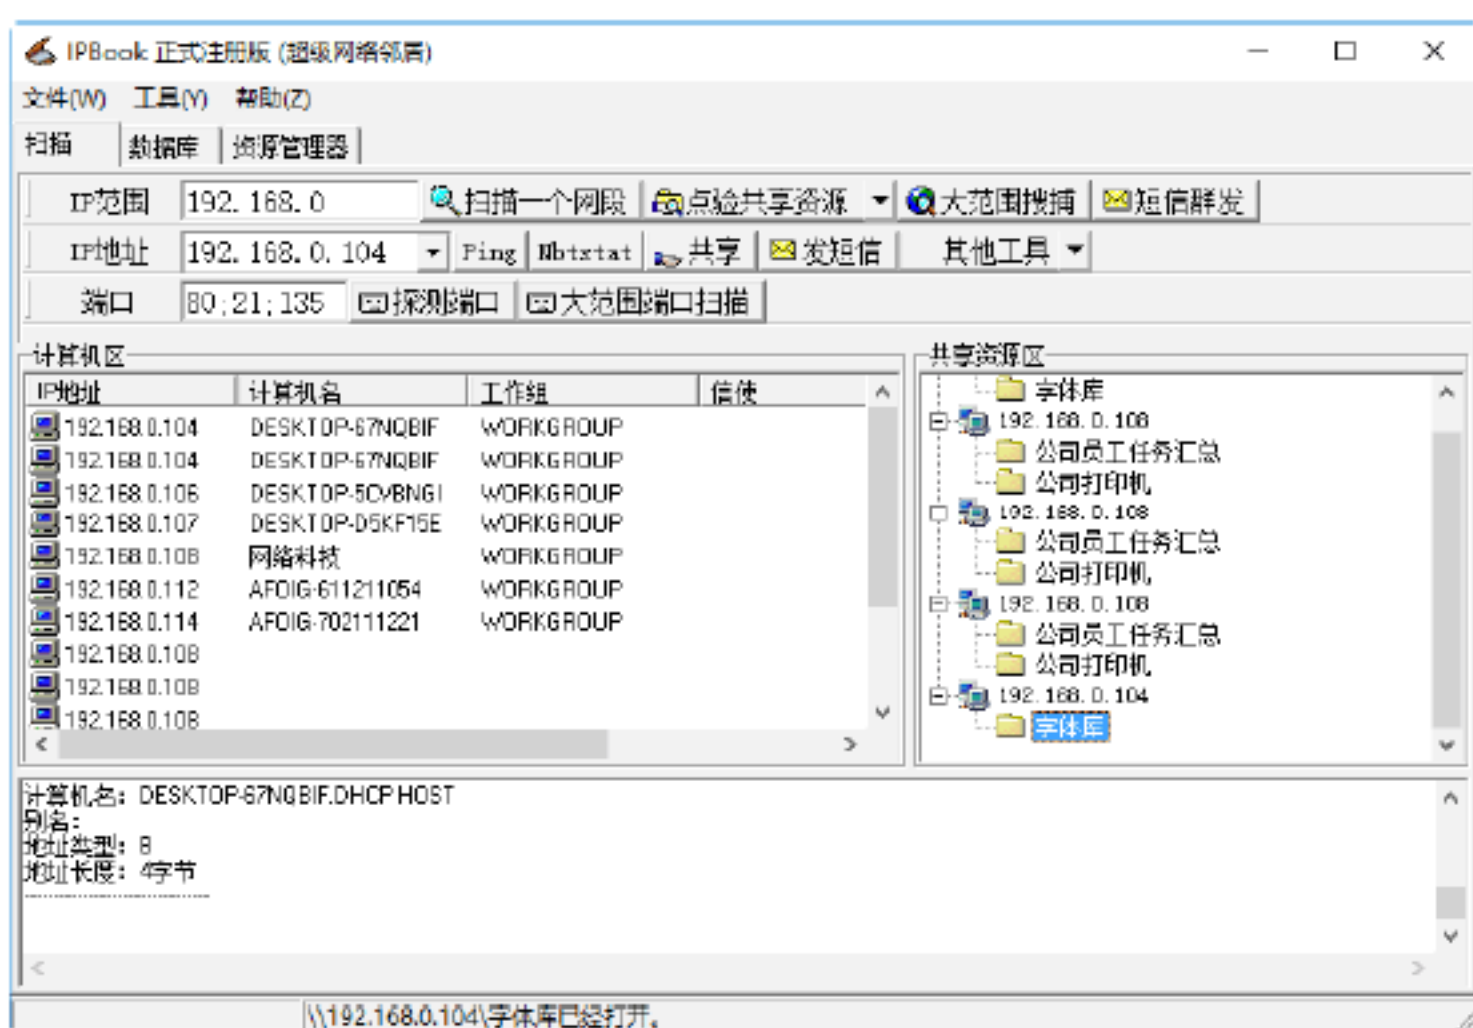 IPBook 正式注册版 (超级网络邻居)
文件(W) 工具(Y) 帮助(Z)
扫描 数据库 资源管理器
IP范围 192.168.0 扫描一个网段 点验共享资源 大范围搜捕 短信群发
IP地址 192.168.0.104 Ping Nbtstat 共享 发短信 其他工具
端口 80;21;135 探测端口 大范围端口扫描
计算机区 共享资源区
IP地址 计算机名 工作组 信使
192.168.0.104 DESKTOP-67NQBIF WORKGROUP
192.168.0.104 DESKTOP-67NQBIF WORKGROUP
192.168.0.106 DESKTOP-5CVBNGI WORKGROUP
192.168.0.107 DESKTOP-D5KF15E WORKGROUP
192.168.0.108 网络科技 WORKGROUP
192.168.0.112 AFOIG-611211054 WORKGROUP
192.168.0.114 AFOIG-702111221 WORKGROUP
192.168.0.108
192.168.0.108
192.168.0.108
字体库
192.168.0.108
公司员工任务汇总
公司打印机
192.168.0.108
公司员工任务汇总
公司打印机
192.168.0.108
公司员工任务汇总
公司打印机
192.168.0.104
字体库
计算机名：DESKTOP-67NQBIF.DHCP HOST
别名：
地址类型：8
地址长度：4字节
\\192.168.0.104\字体库已经打开。